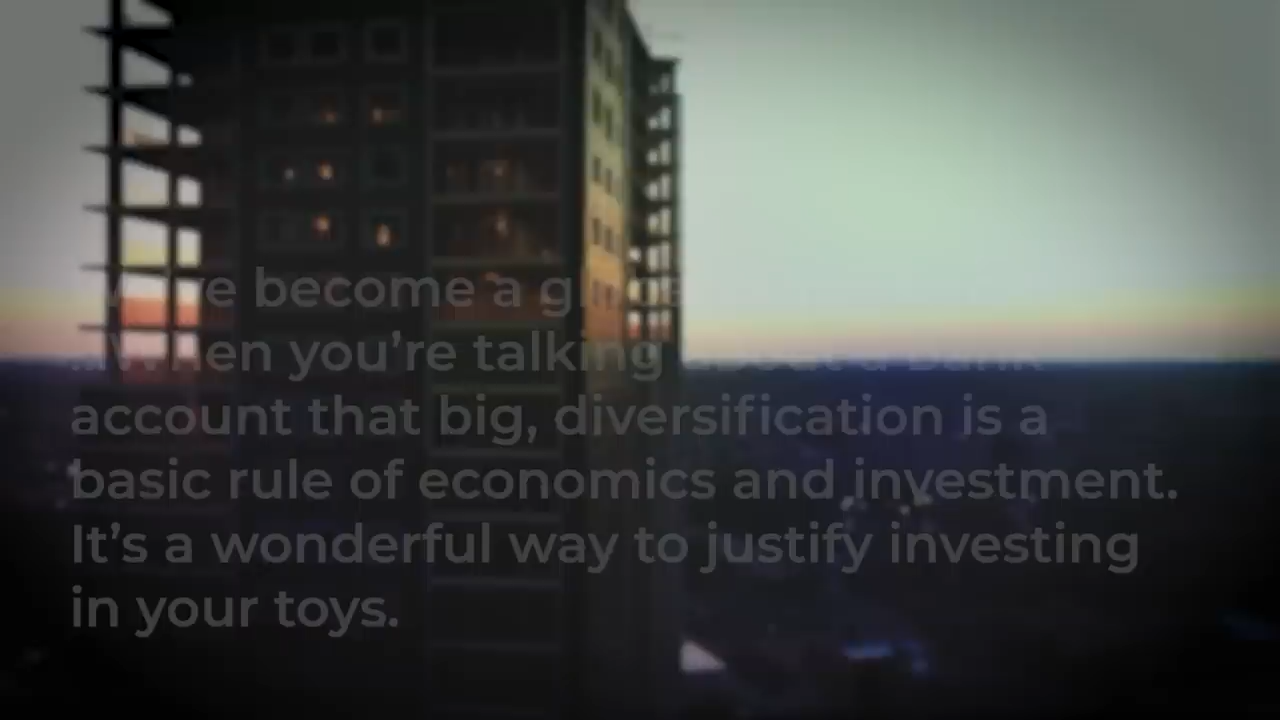 become a
When you're talking
account that big, diversification is a
basic rule of economics and investment.
It's a wonderful way to justify investing
in your toys.